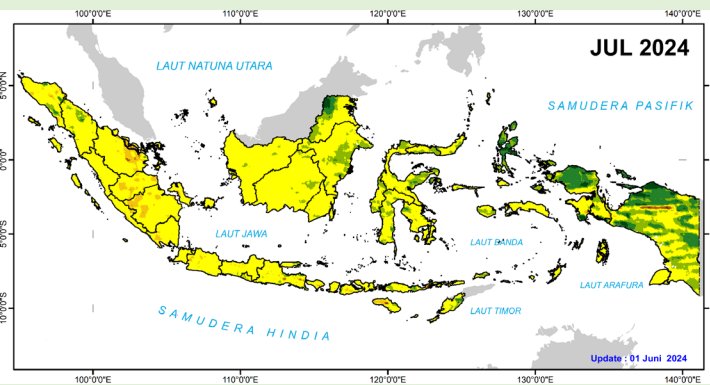 100°0'0"E 110°0'0"E 120°0'0"E 130°0'0"E 140°0'0"E
JUL 2024
LAUT NATUNA UTARA
SAMUDERA PASIFIK
5°0'0"N
0°0'0"
5°0'0"S
10°0'0"S
LAUT JAWA
LAUT BANDA
LAUT ARAFURA
LAUT TIMOR
SAMUDERA HINDIA
Update : 01 Juni 2024
100°0'0"E 110°0'0"E 120°0'0"E 130°0'0"E 140°0'0"E